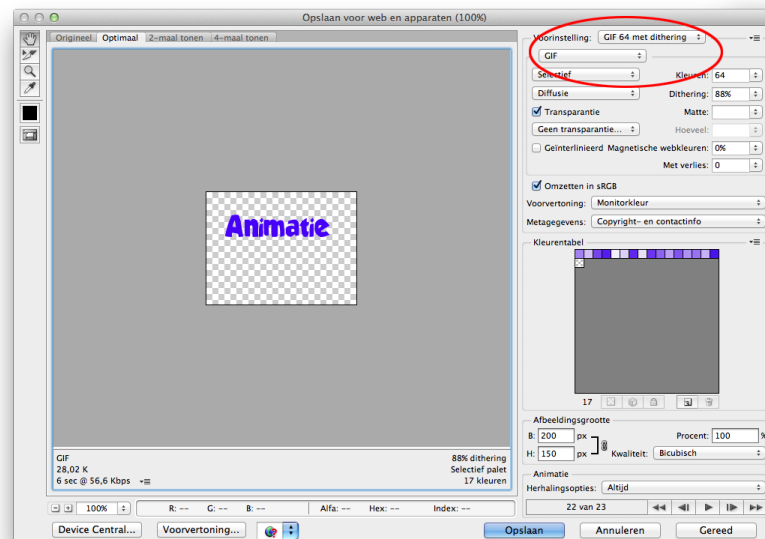 Opslaan voor web en apparaten (100%)
Origineel Optimaal 2-maal tonen 4-maal tonen
Voorinstelling: GIF 64 met dithering
GIF
Selectief Kleuren: 64
Diffusie Dithering: 88%
Transparantie Matte:
Geen transparantie... Hoeveel:
Geïnterlinieerd Magnetische webkleuren: 0%
Met verlies: 0
Omzetten in sRGB
Voorvertoning: Monitorkleur
Metagegevens: Copyright- en contactinfo
Kleurentabel
Animatie
17
Afbeeldingsgrootte
B: 200 px Procent: 100 %
H: 150 px Kwaliteit: Bicubisch
GIF 88% dithering
28,02 K Selectief palet
6 sec @ 56,6 Kbps 17 kleuren
Animatie
Herhalingsopties: Altijd
22 van 23
100% R: -- G: -- B: -- Alfa: -- Hex: -- Index: --
Device Central... Voorvertoning... Opslaan Annuleren Gereed